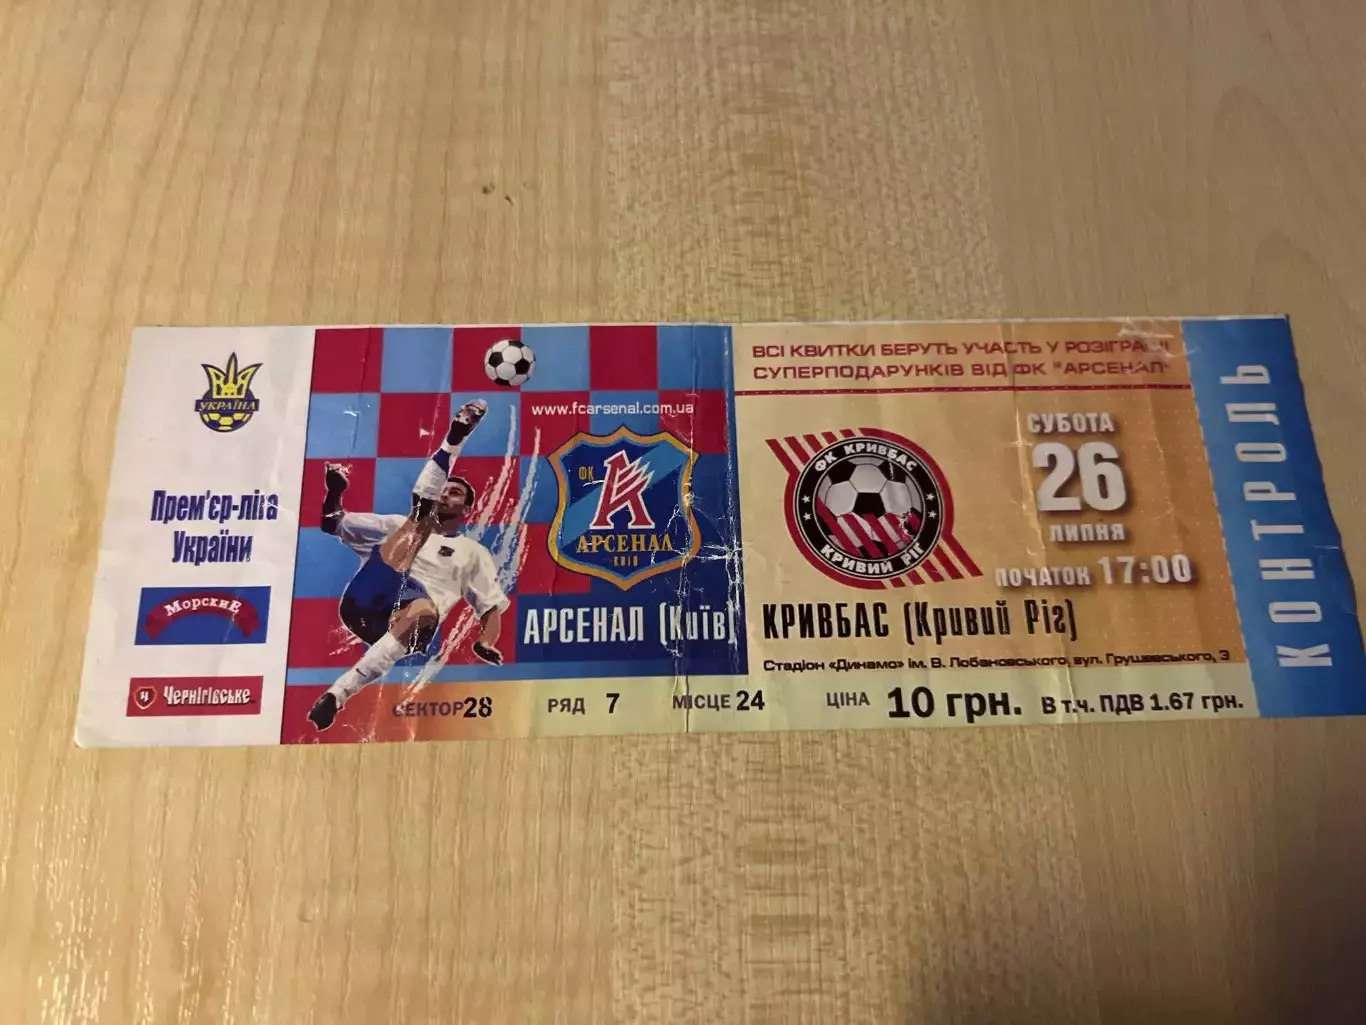 УКРАЇНА
Прем'єр-ліга
України
Морские
Ч Чернігівське
www.fcarsenal.com.ua
ФК
АРСЕНАЛ
КИЇВ
АРСЕНАЛ (Київ)
СЕКТОР 28 РЯД 7 МІСЦЕ 24 ЦІНА 10 грн. В т.ч. ПДВ 1.67 грн.
ВСІ КВИТКИ БЕРУТЬ УЧАСТЬ У РОЗІГРАШІ
СУПЕРПОДАРУНКІВ ВІД ФК "АРСЕНАЛ"
ФК КРИВБАС
КРИВИЙ РІГ
СУБОТА
26
ЛИПНЯ
ПОЧАТОК 17:00
КРИВБАС (Кривий Ріг)
Стадіон «Динамо» ім. В. Лобановського, вул. Грушевського, 3
КОНТРОЛЬ